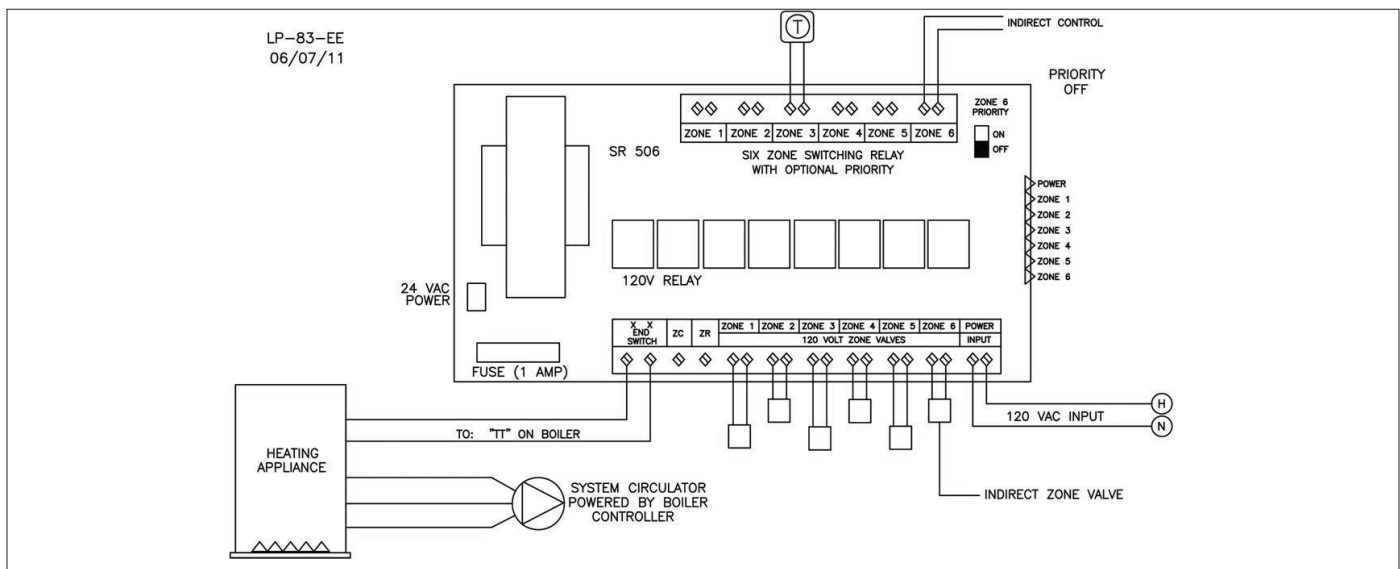 LP-83-EE
06/07/11
T
INDIRECT CONTROL
PRIORITY
OFF
ZONE 1 ZONE 2 ZONE 3 ZONE 4 ZONE 5 ZONE 6
ZONE 6
PRIORITY
ON
OFF
SR 506
SIX ZONE SWITCHING RELAY
WITH OPTIONAL PRIORITY
POWER
ZONE 1
ZONE 2
ZONE 3
ZONE 4
ZONE 5
ZONE 6
120V RELAY
24 VAC
POWER
FUSE (1 AMP)
X X
END
SWITCH
ZC
ZR
ZONE 1 ZONE 2 ZONE 3 ZONE 4 ZONE 5 ZONE 6
120 VOLT ZONE VALVES
POWER
INPUT
120 VAC INPUT
H
N
TO: "TT" ON BOILER
HEATING
APPLIANCE
SYSTEM CIRCULATOR
POWERED BY BOILER
CONTROLLER
INDIRECT ZONE VALVE